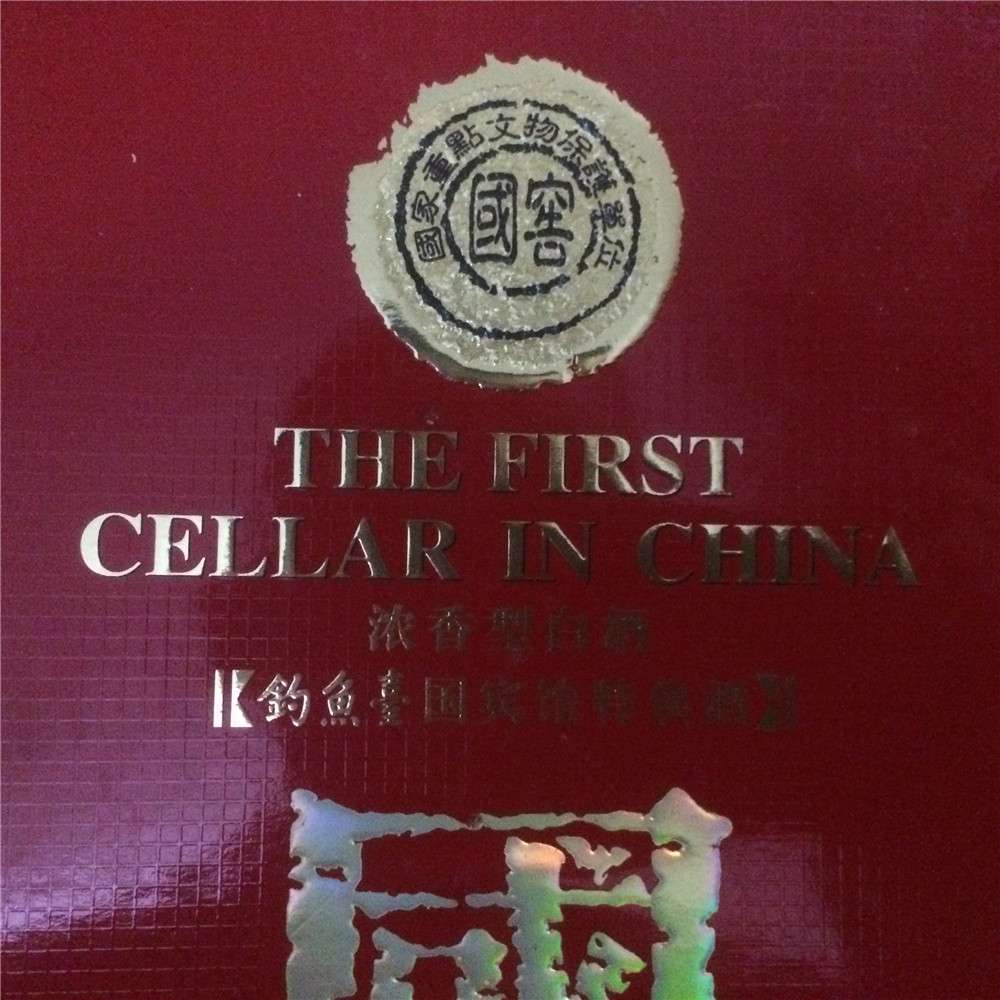 國家重點文物保護單位
國窖
THE FIRST
CELLAR IN CHINA
浓香型白酒
【釣魚臺国宾馆特供酒】
國